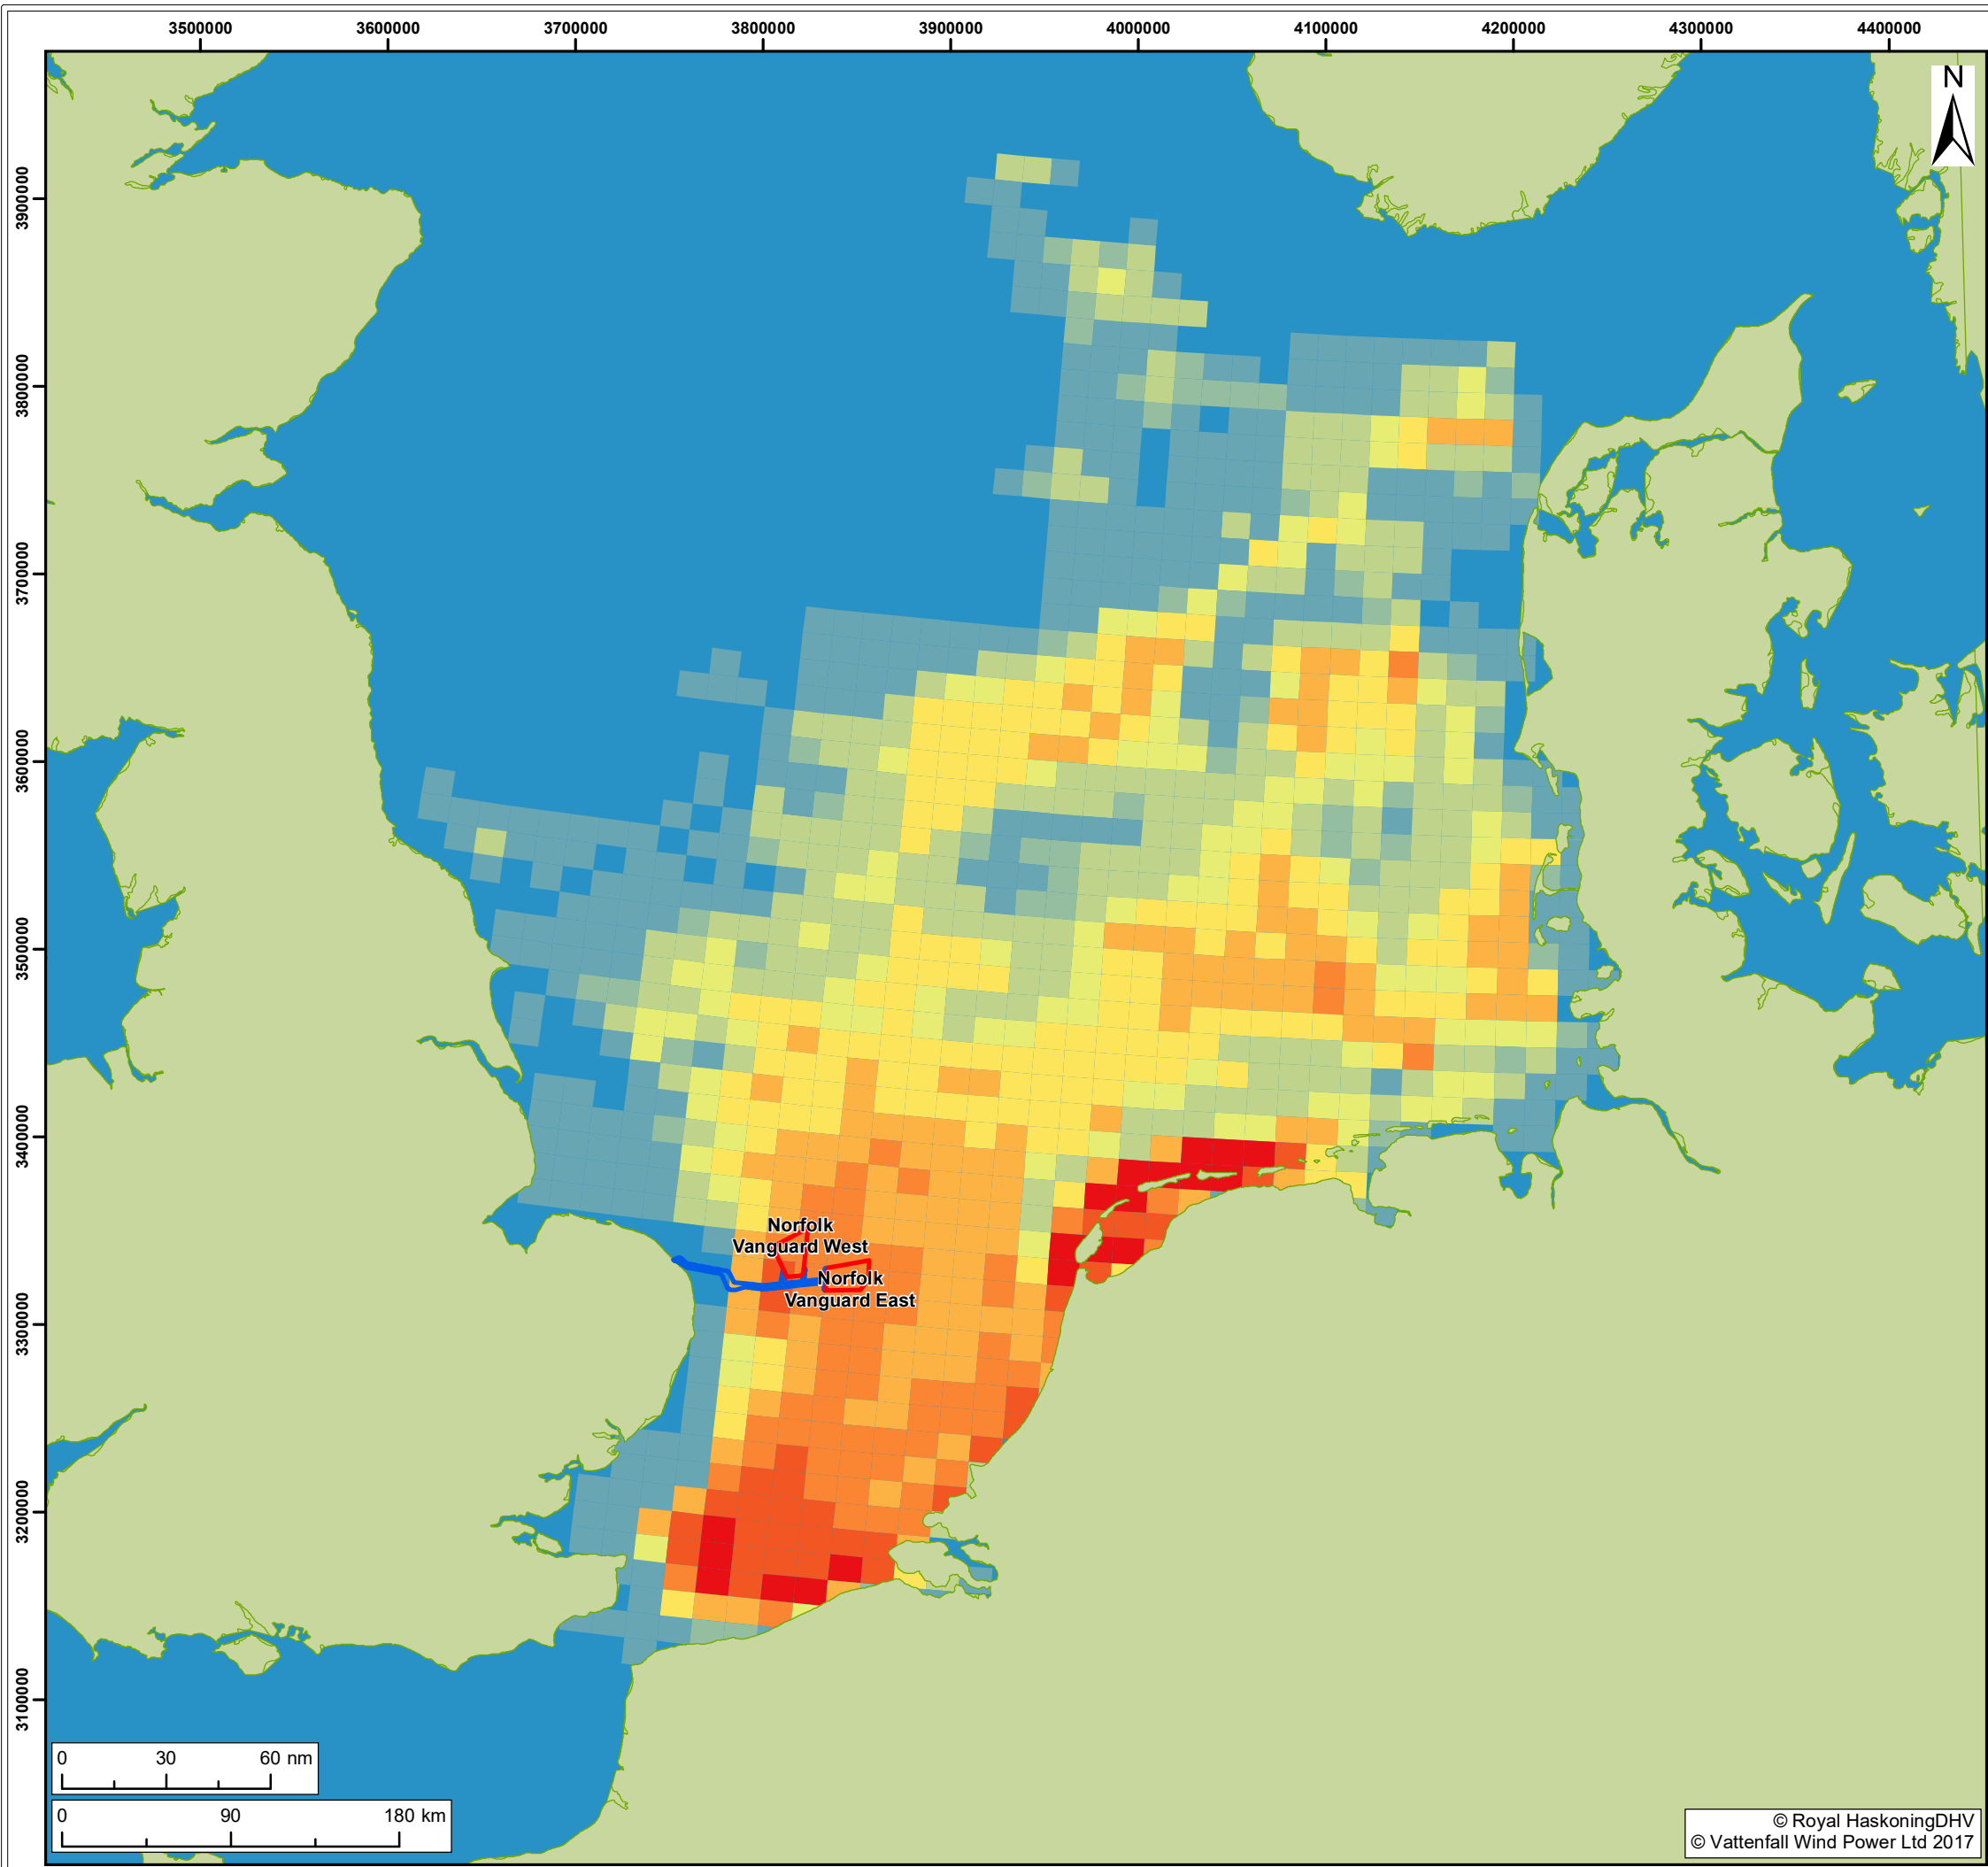 3500000 3600000 3700000 3800000 3900000 4000000 4100000 4200000 4300000 4400000
N
3900000
3800000
3700000
3600000
3500000
3400000
3300000
3200000
3100000
Norfolk
Vanguard West
Norfolk
Vanguard East
0 30 60 nm
0 90 180 km
© Royal HaskoningDHV
© Vattenfall Wind Power Ltd 2017